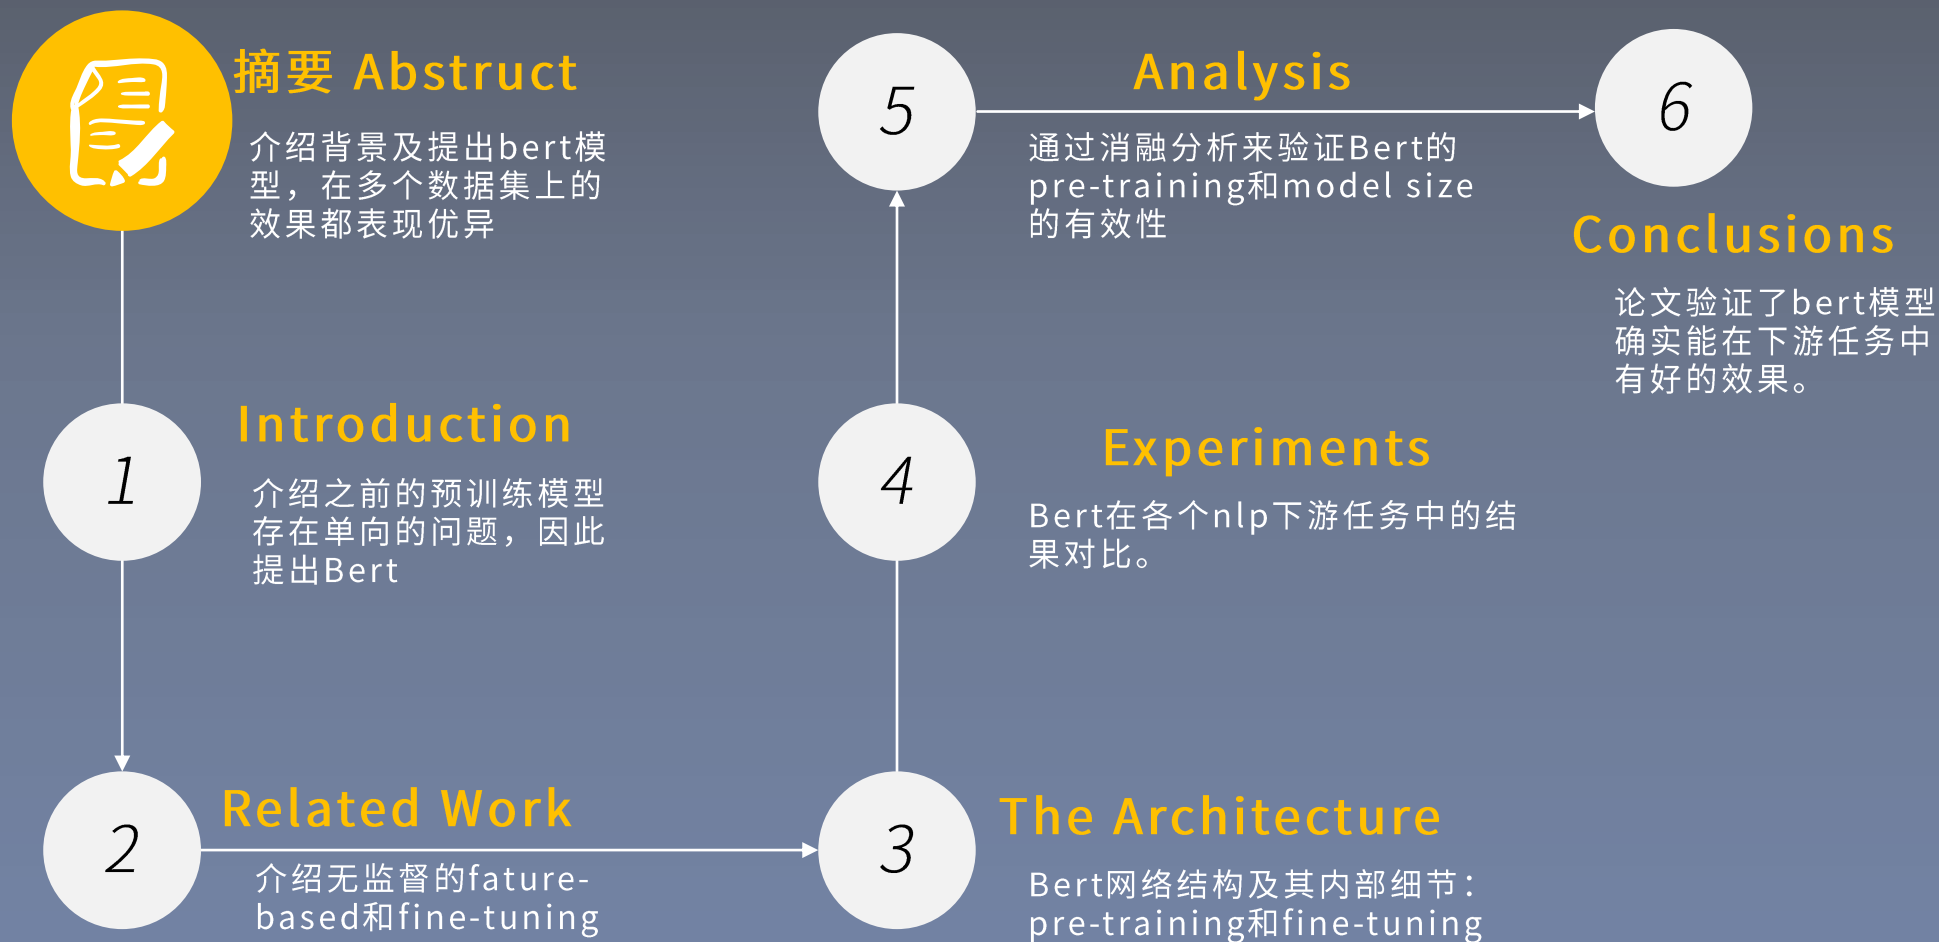 摘要 Abstruct
介绍背景及提出bert模
型，在多个数据集上的
效果都表现优异
1
Introduction
介绍之前的预训练模型
存在单向的问题，因此
提出Bert
2
Related Work
介绍无监督的fature-
based和fine-tuning
3
The Architecture
Bert网络结构及其内部细节：
pre-training和fine-tuning
4
Experiments
Bert在各个nlp下游任务中的结
果对比。
5
Analysis
通过消融分析来验证Bert的
pre-training和model size
的有效性
6
Conclusions
论文验证了bert模型
确实能在下游任务中
有好的效果。